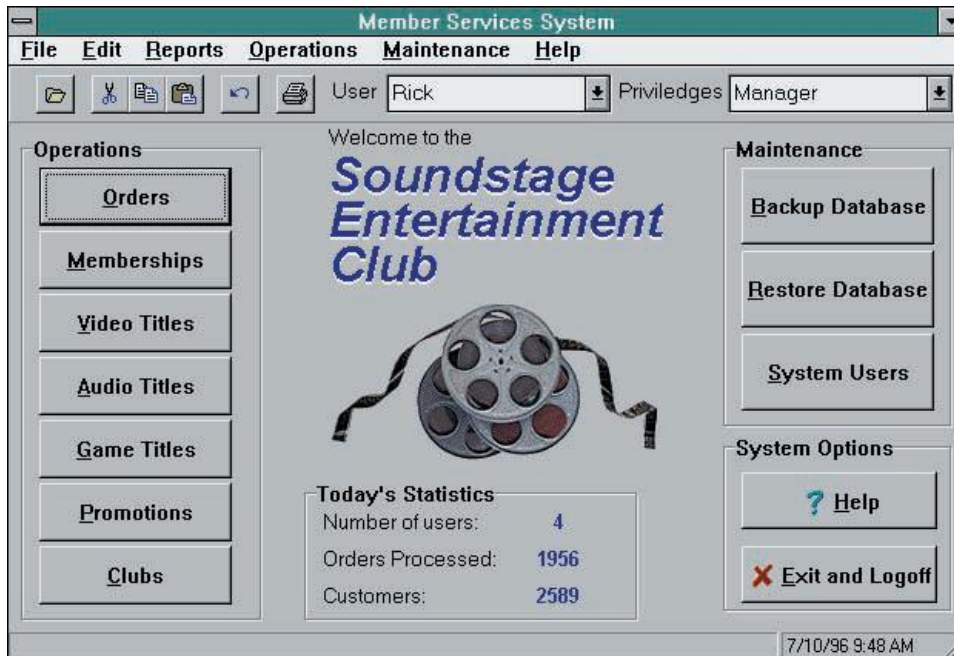 Member Services System
File Edit Reports Operations Maintenance Help
User Rick Priviledges Manager
Operations
Orders
Memberships
Video Titles
Audio Titles
Game Titles
Promotions
Clubs
Welcome to the
Soundstage
Entertainment
Club
Today's Statistics
Number of users: 4
Orders Processed: 1956
Customers: 2589
Maintenance
Backup Database
Restore Database
System Users
System Options
? Help
Exit and Logoff
7/10/96 9:48 AM